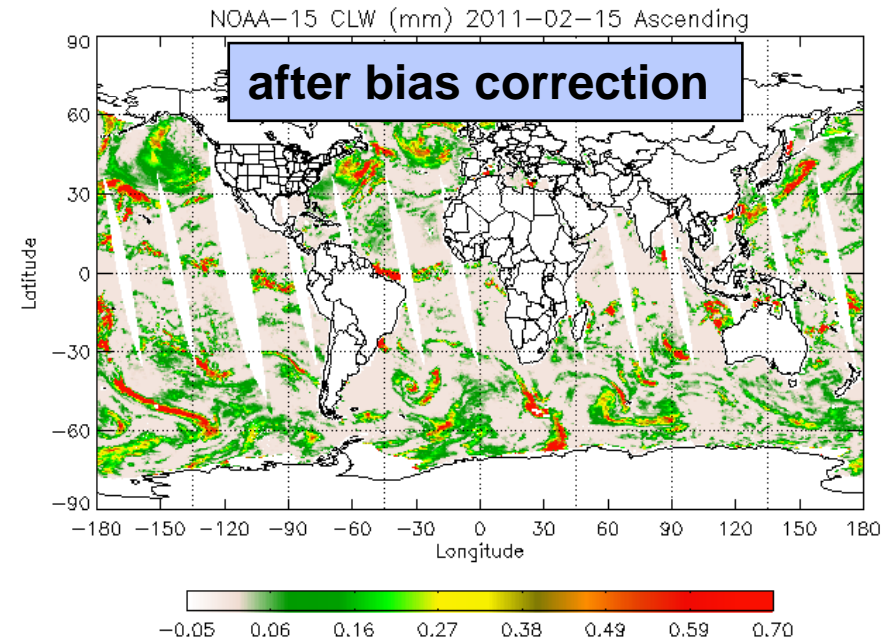 NOAA-15 CLW (mm) 2011-02-15 Ascending
after bias correction
90
60
30
0
-30
-60
-90
Latitude
-180 -150 -120 -90 -60 -30 0 30 60 90 120 150 180
Longitude
-0.05 0.06 0.16 0.27 0.38 0.49 0.59 0.70